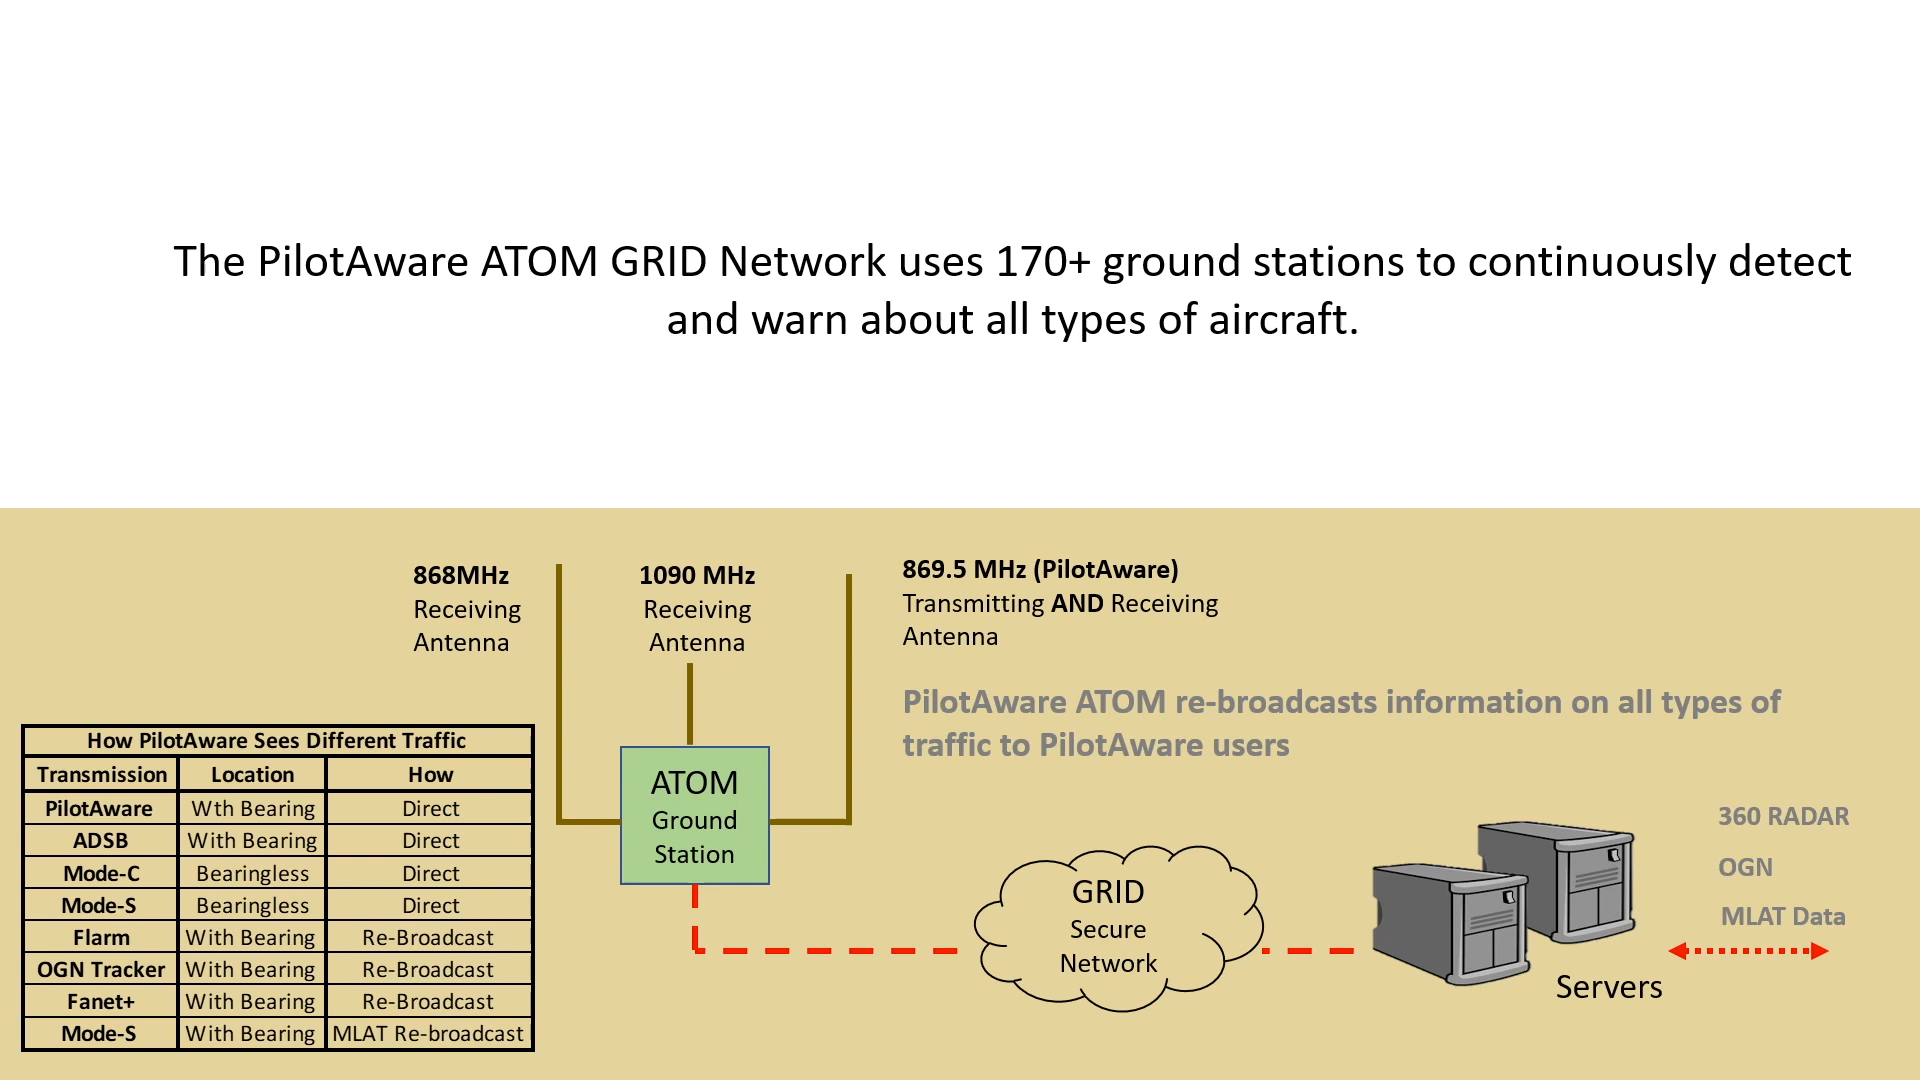 The PilotAware ATOM GRID Network uses 170+ ground stations to continuously detect
and warn about all types of aircraft.
868MHz
Receiving
Antenna
1090 MHz
Receiving
Antenna
869.5 MHz (PilotAware)
Transmitting AND Receiving
Antenna
PilotAware ATOM re-broadcasts information on all types of
traffic to PilotAware users
How PilotAware Sees Different Traffic
Transmission Location How
PilotAware Wth Bearing Direct
ADSB With Bearing Direct
Mode-C Bearingless Direct
Mode-S Bearingless Direct
Flarm With Bearing Re-Broadcast
OGN Tracker With Bearing Re-Broadcast
Fanet+ With Bearing Re-Broadcast
Mode-S With Bearing MLAT Re-broadcast
ATOM
Ground
Station
GRID
Secure
Network
Servers
360 RADAR
OGN
MLAT Data